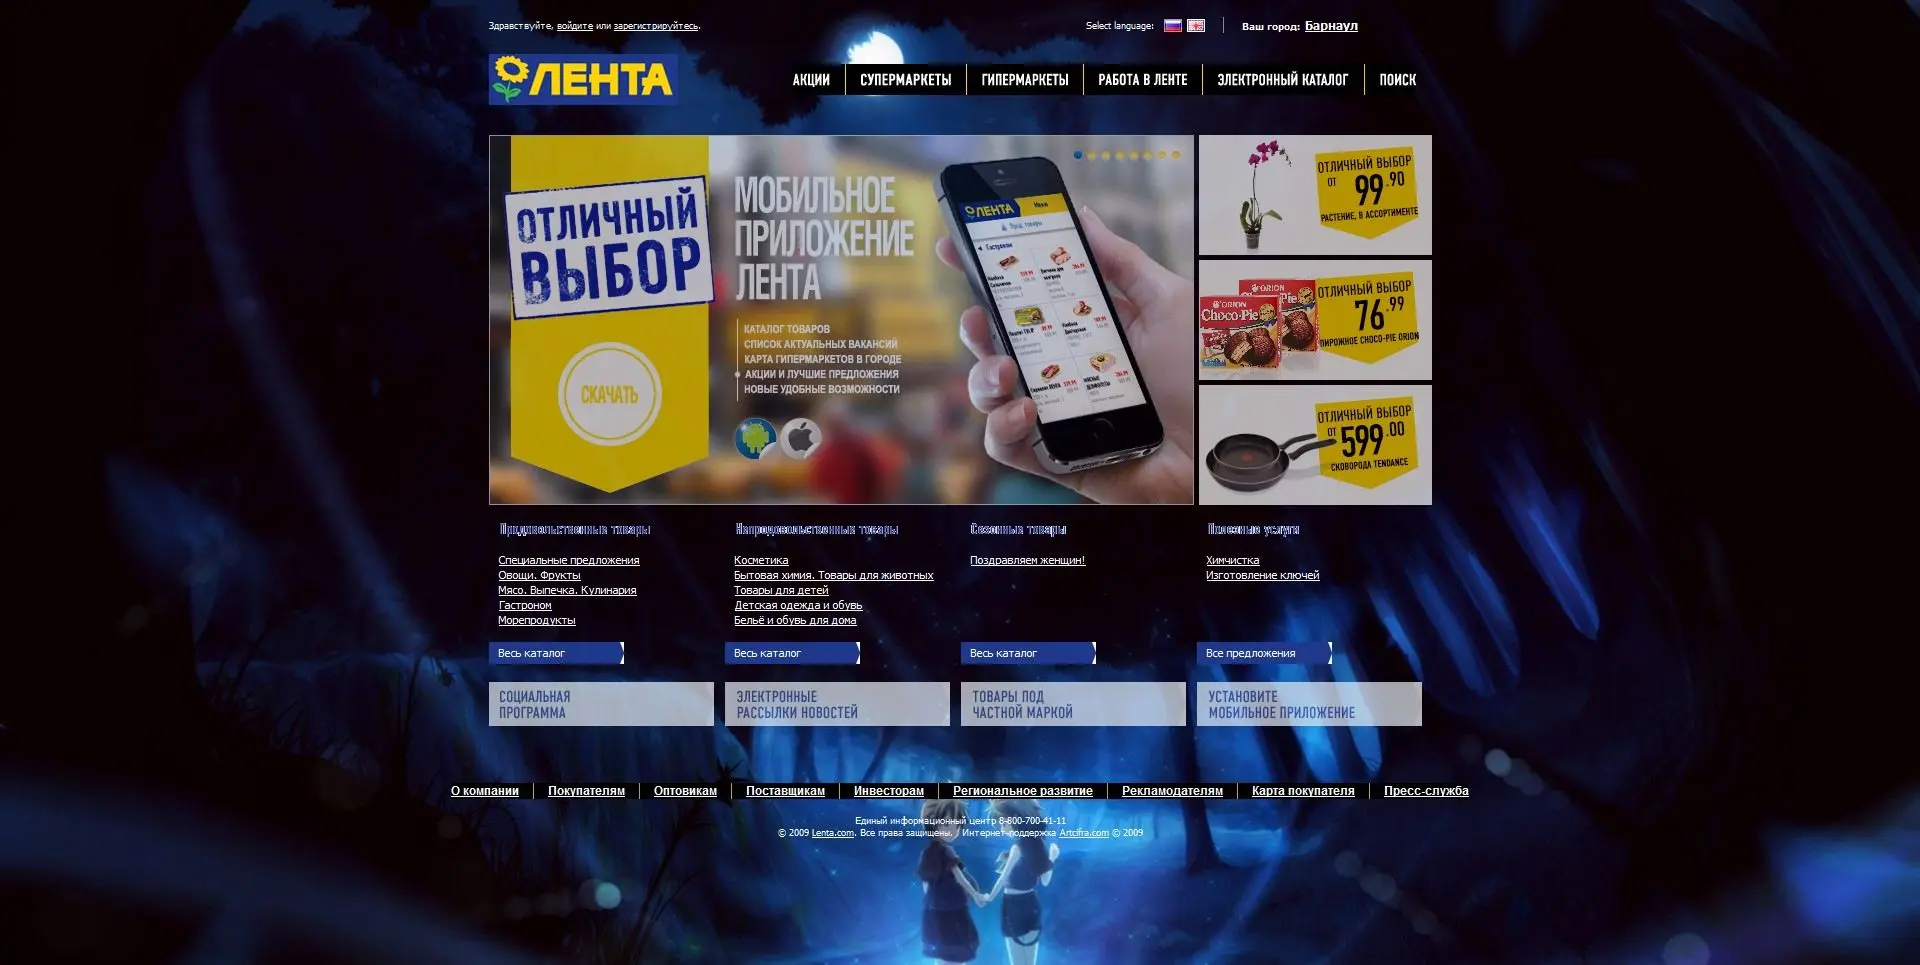 Здравствуйте, войдите или зарегистрируйтесь.
Select language:
Ваш город: Барнаул
ЛЕНТА
АКЦИИ
СУПЕРМАРКЕТЫ
ГИПЕРМАРКЕТЫ
РАБОТА В ЛЕНТЕ
ЭЛЕКТРОННЫЙ КАТАЛОГ
ПОИСК
ОТЛИЧНЫЙ
ВЫБОР
СКАЧАТЬ
МОБИЛЬНОЕ
ПРИЛОЖЕНИЕ
ЛЕНТА
КАТАЛОГ ТОВАРОВ
СПИСОК АКТУАЛЬНЫХ ВАКАНСИЙ
КАРТА ГИПЕРМАРКЕТОВ В ГОРОДЕ
АКЦИИ И ЛУЧШИЕ ПРЕДЛОЖЕНИЯ
НОВЫЕ УДОБНЫЕ ВОЗМОЖНОСТИ
ЛЕНТА
Гастроном
ОТЛИЧНЫЙ ВЫБОР
ОТ 99.90
РАСТЕНИЕ, В АССОРТИМЕНТЕ
ORION
Choco-Pie
ОТЛИЧНЫЙ ВЫБОР
76.99
ПИРОЖНОЕ CHOCO-PIE ORION
ОТЛИЧНЫЙ ВЫБОР
ОТ 599.00
СКОВОРОДА TENDANCE
Продовольственные товары
Специальные предложения
Овощи. Фрукты
Мясо. Выпечка. Кулинария
Гастроном
Морепродукты
Весь каталог
Непродовольственные товары
Косметика
Бытовая химия. Товары для животных
Товары для детей
Детская одежда и обувь
Бельё и обувь для дома
Весь каталог
Сезонные товары
Поздравляем женщин!
Весь каталог
Полезные услуги
Химчистка
Изготовление ключей
Все предложения
СОЦИАЛЬНАЯ
ПРОГРАММА
ЭЛЕКТРОННЫЕ
РАССЫЛКИ НОВОСТЕЙ
ТОВАРЫ ПОД
ЧАСТНОЙ МАРКОЙ
УСТАНОВИТЕ
МОБИЛЬНОЕ ПРИЛОЖЕНИЕ
О компании
Покупателям
Оптовикам
Поставщикам
Инвесторам
Региональное развитие
Рекламодателям
Карта покупателя
Пресс-служба
Единый информационный центр 8-800-700-41-11
© 2009 Lenta.com. Все права защищены. / Интернет-поддержка Artcifra.com © 2009